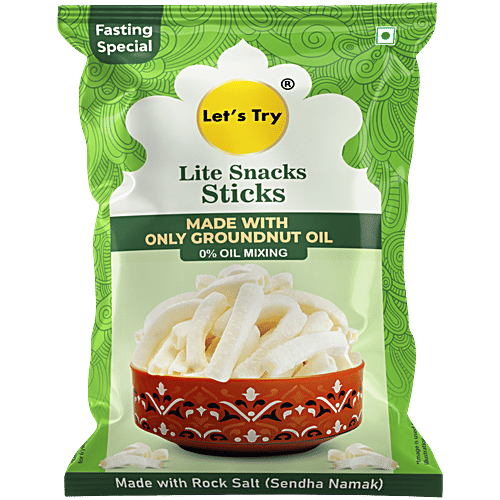 Fasting
Special
®
Let's Try
Lite Snacks
Sticks
MADE WITH
ONLY GROUNDNUT OIL
0% OIL MIXING
Made with Rock Salt (Sendha Namak)